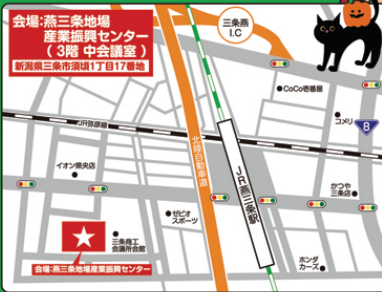 会場:燕三条地場
産業振興センター
(3階 中会議室)
新潟県三条市須頃1丁目17番地
三条燕
I.C
CoCo壱番屋
コメリ
8
JR弥彦線
北陸自動車道
イオン県央店
JR燕三条駅
かつや
三条店
ゼビオ
スポーツ
三条商工
会議所会館
会場:燕三条地場産業振興センター
ホンダ
カーズ